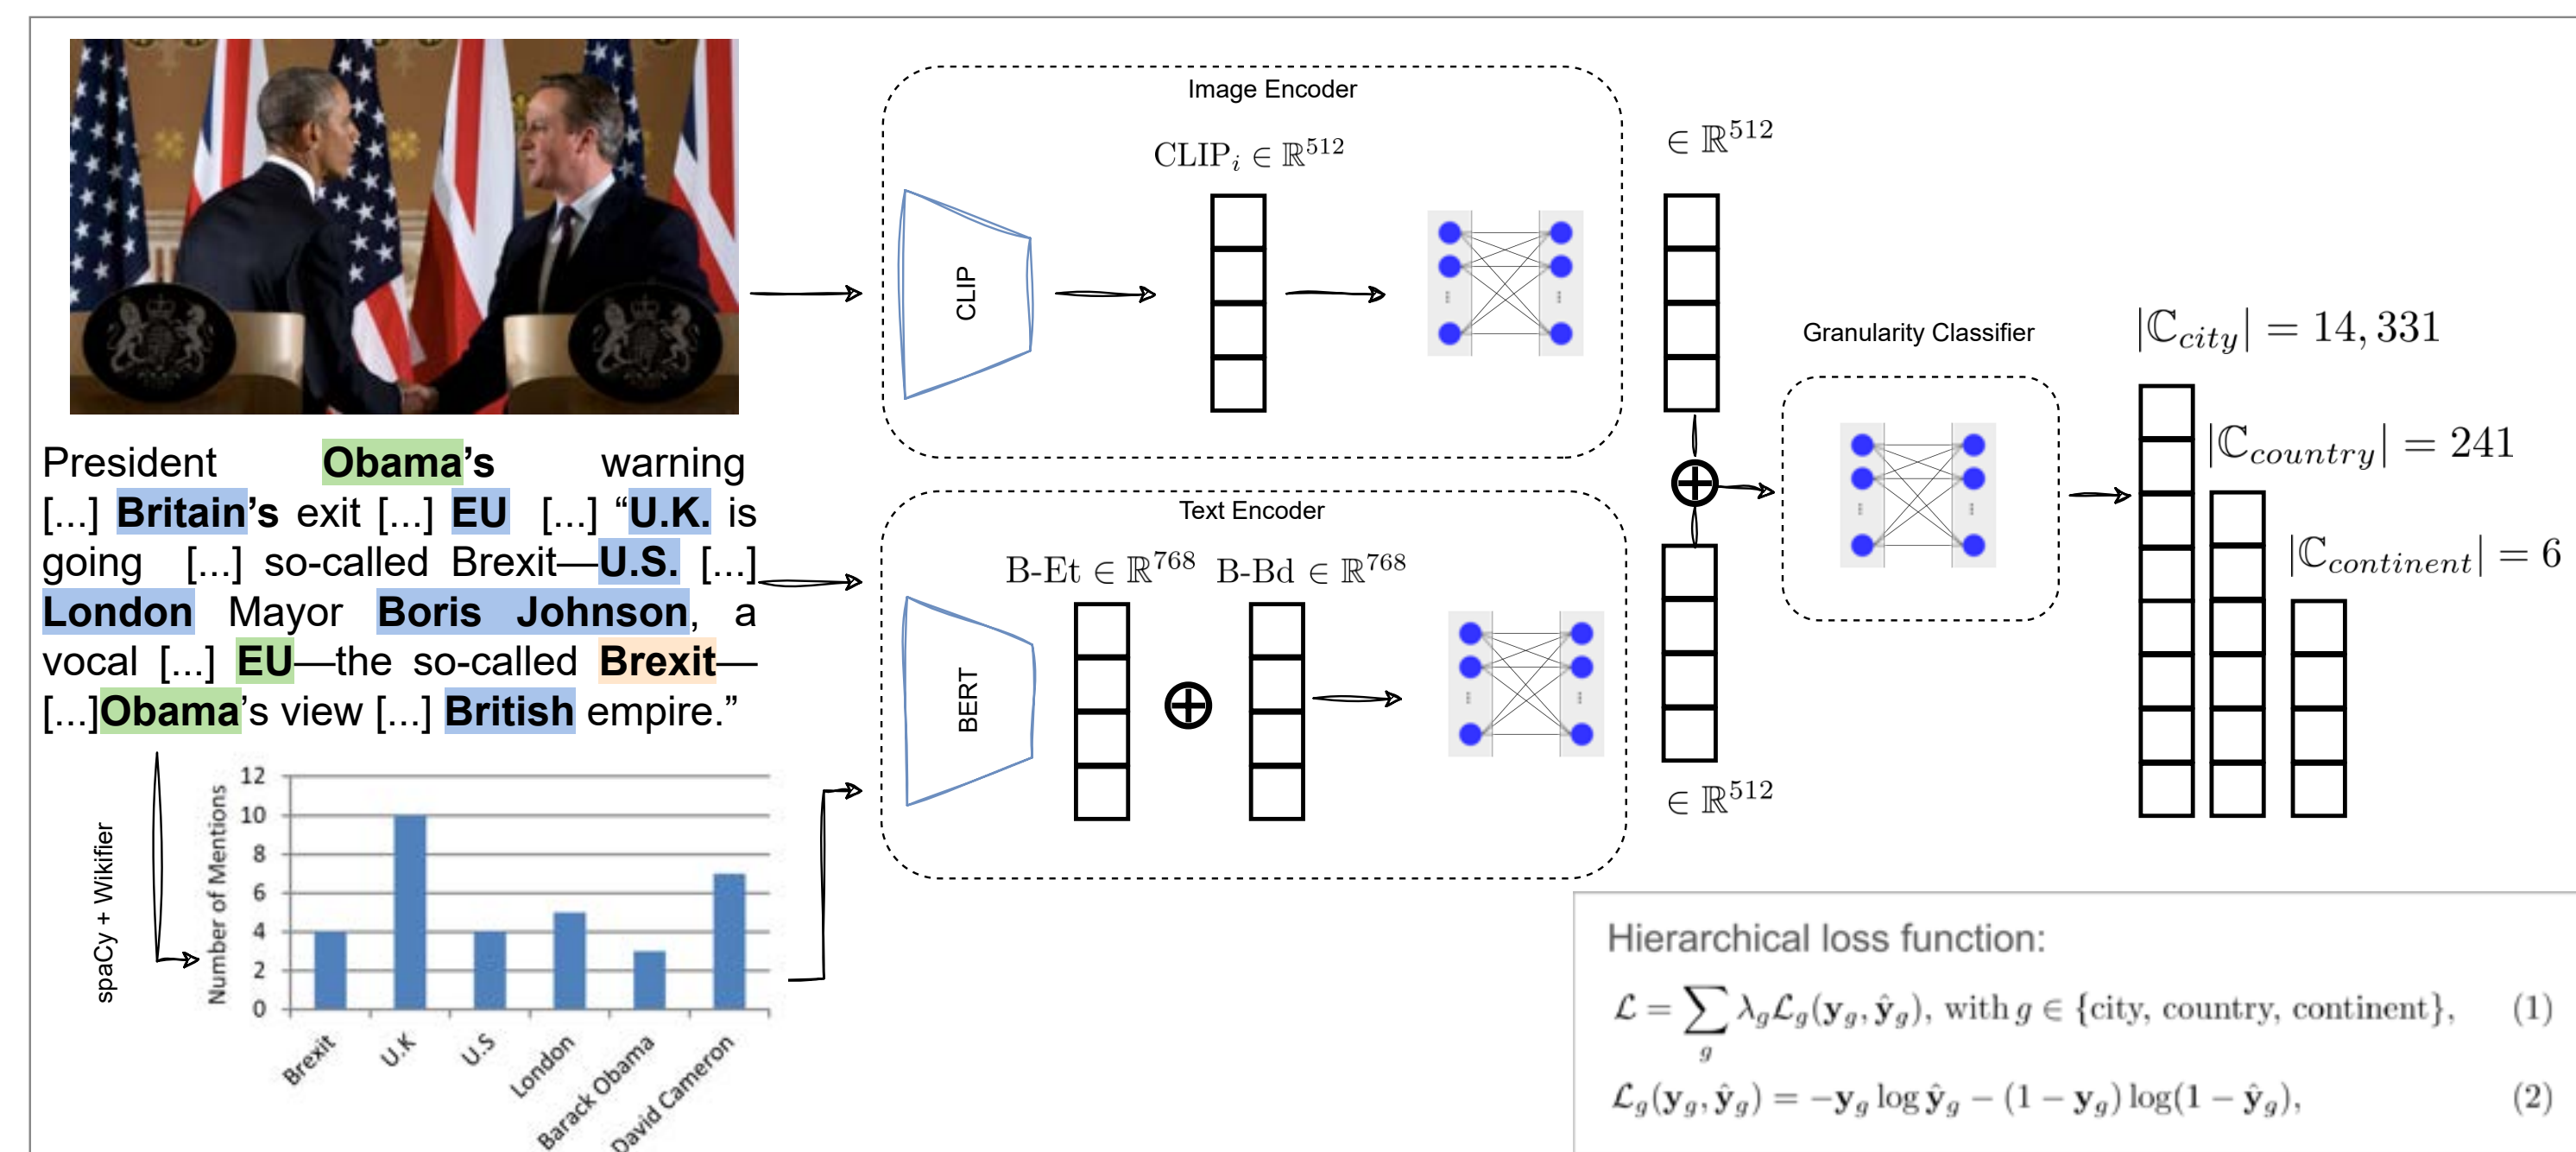 President Obama's warning
[...] Britain's exit [...] EU [...] “U.K. is
going [...] so-called Brexit—U.S. [...]
London Mayor Boris Johnson, a
vocal [...] EU—the so-called Brexit—
[...]Obama's view [...] British empire.”
spaCy + Wikifier
Number of Mentions
12
10
8
6
4
2
0
Brexit
U.K
U.S
London
Barack Obama
David Cameron
Image Encoder
CLIP
CLIP_i ∈ ℝ^512
∈ ℝ^512
Text Encoder
BERT
B-Et ∈ ℝ^768 B-Bd ∈ ℝ^768
∈ ℝ^512
Granularity Classifier
|ℂ_city| = 14,331
|ℂ_country| = 241
|ℂ_continent| = 6
Hierarchical loss function:
ℒ = ∑_g λ_g ℒ_g(y_g, ŷ_g), with g ∈ {city, country, continent}, (1)
ℒ_g(y_g, ŷ_g) = −y_g log ŷ_g − (1 − y_g) log(1 − ŷ_g), (2)